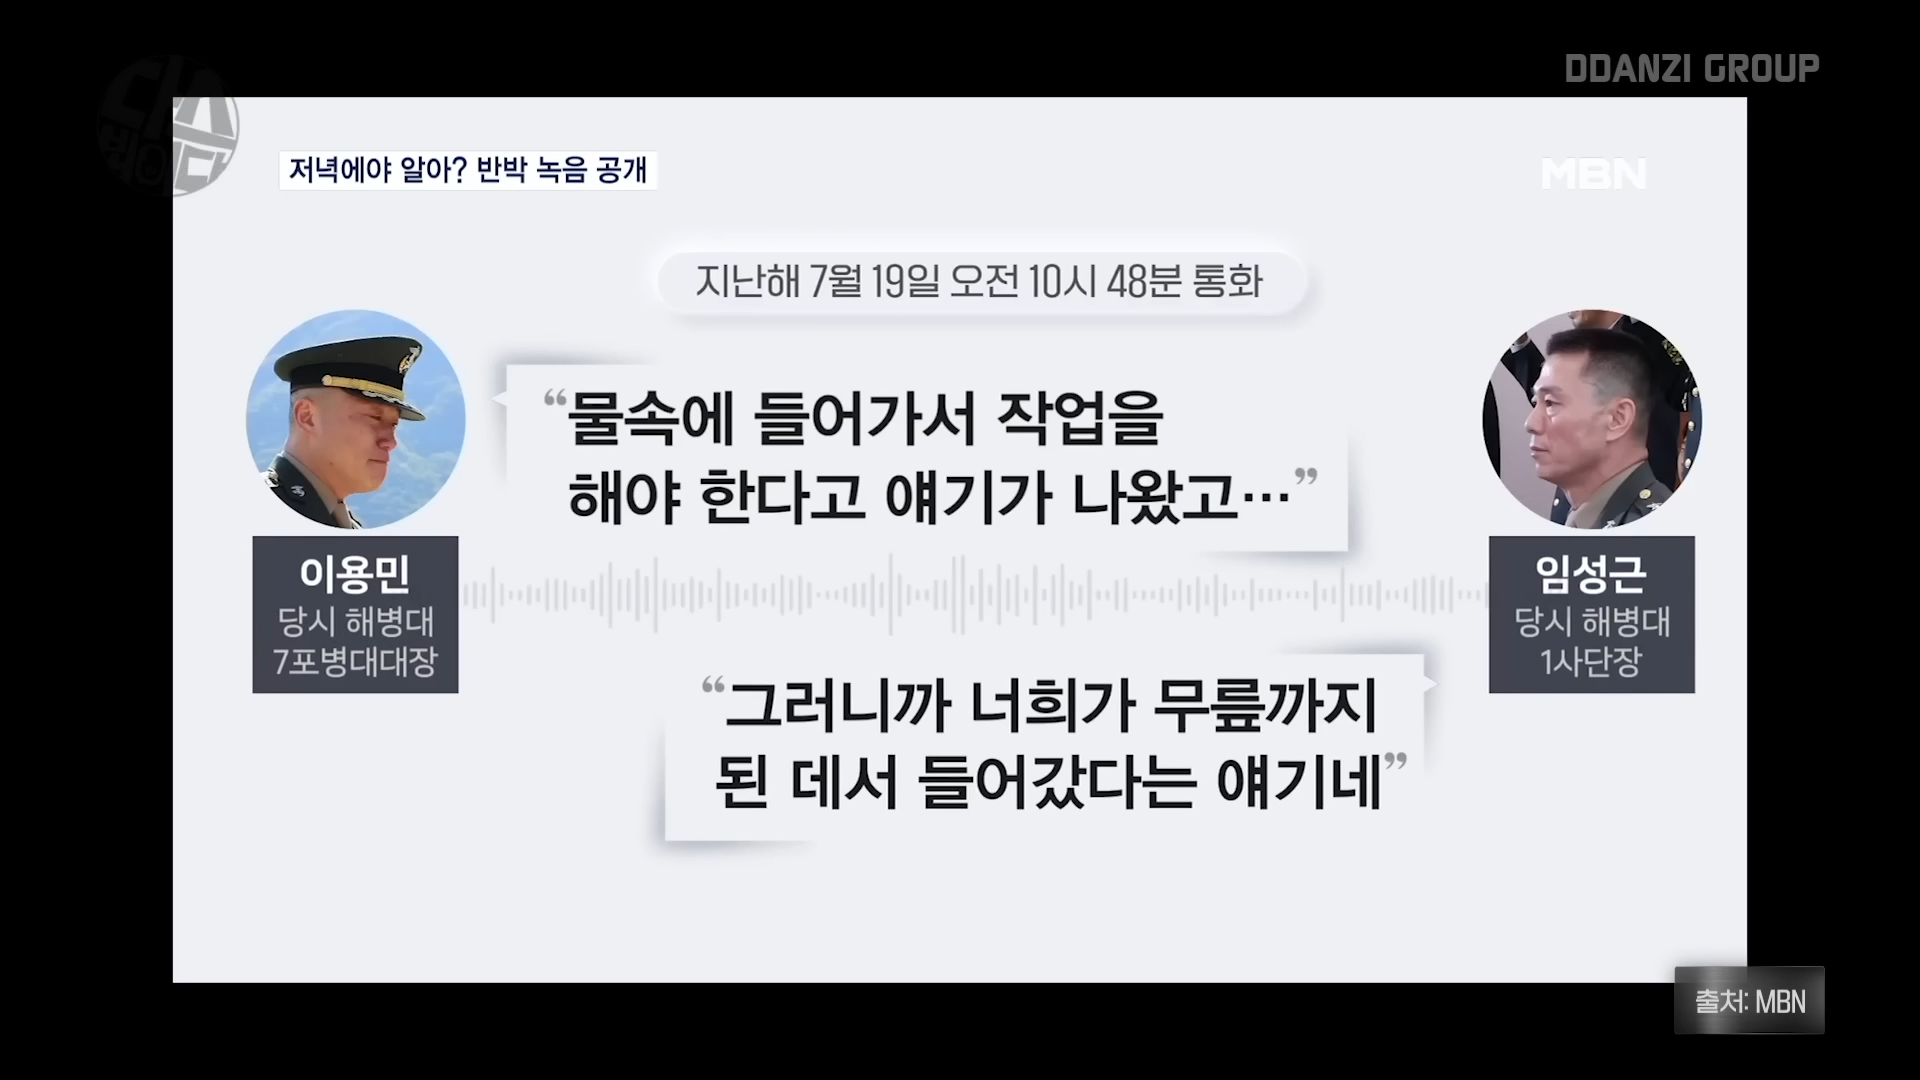 DDANZI GROUP
다스
뵈이다
저녁에야 알아? 반박 녹음 공개
MBN
지난해 7월 19일 오전 10시 48분 통화
“물속에 들어가서 작업을
해야 한다고 얘기가 나왔고…”
이용민
당시 해병대
7포병대대장
임성근
당시 해병대
1사단장
“그러니까 너희가 무릎까지
된 데서 들어갔다는 얘기네”
출처: MBN